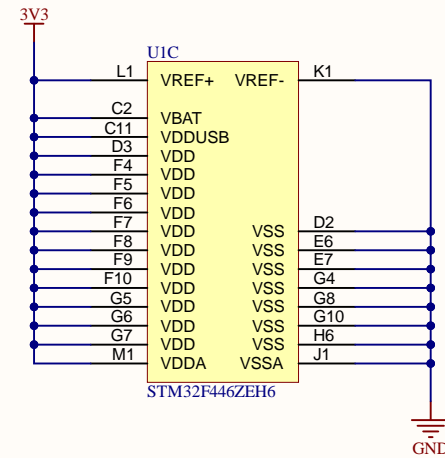 3V3
U1C
L1 VREF+ VREF- K1
C2 VBAT
C11 VDDUSB
D3 VDD
F4 VDD
F5 VDD
F6 VDD
F7 VDD VSS D2
F8 VDD VSS E6
F9 VDD VSS E7
F10 VDD VSS G4
G5 VDD VSS G8
G6 VDD VSS G10
G7 VDD VSS H6
M1 VDDA VSSA J1
STM32F446ZEH6
GND